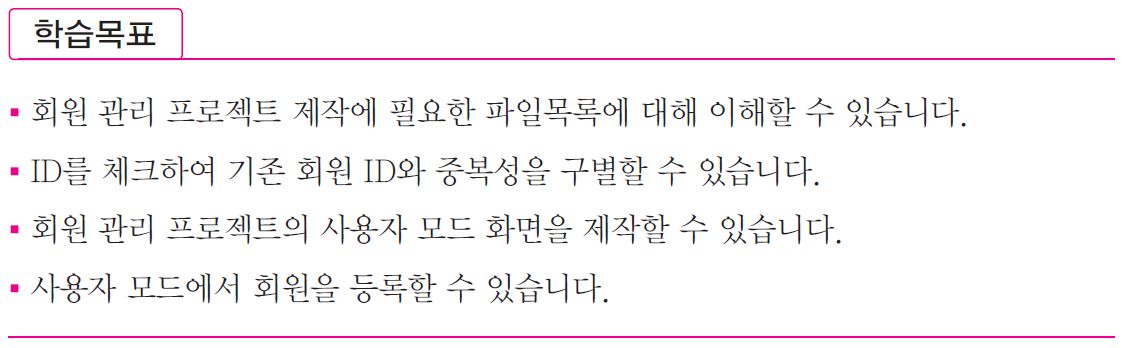 학습목표
▪ 회원 관리 프로젝트 제작에 필요한 파일목록에 대해 이해할 수 있습니다.
▪ ID를 체크하여 기존 회원 ID와 중복성을 구별할 수 있습니다.
▪ 회원 관리 프로젝트의 사용자 모드 화면을 제작할 수 있습니다.
▪ 사용자 모드에서 회원을 등록할 수 있습니다.